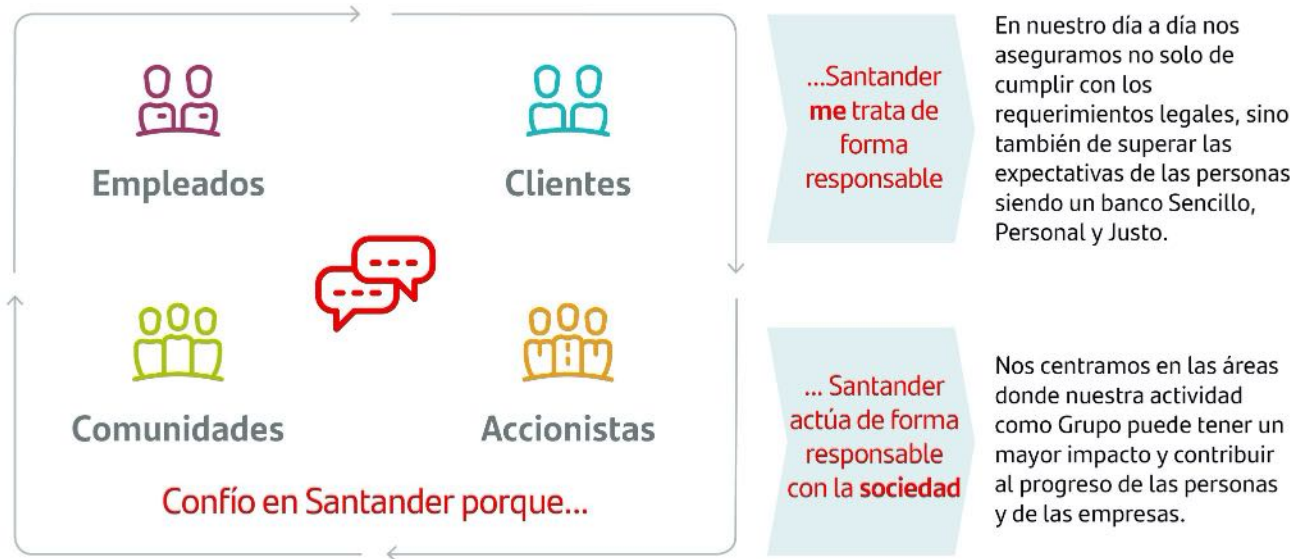 Empleados
Clientes
Comunidades
Accionistas
Confío en Santander porque...
...Santander
me trata de
forma
responsable
En nuestro día a día nos
aseguramos no solo de
cumplir con los
requerimientos legales, sino
también de superar las
expectativas de las personas
siendo un banco Sencillo,
Personal y Justo.
... Santander
actúa de forma
responsable
con la sociedad
Nos centramos en las áreas
donde nuestra actividad
como Grupo puede tener un
mayor impacto y contribuir
al progreso de las personas
y de las empresas.